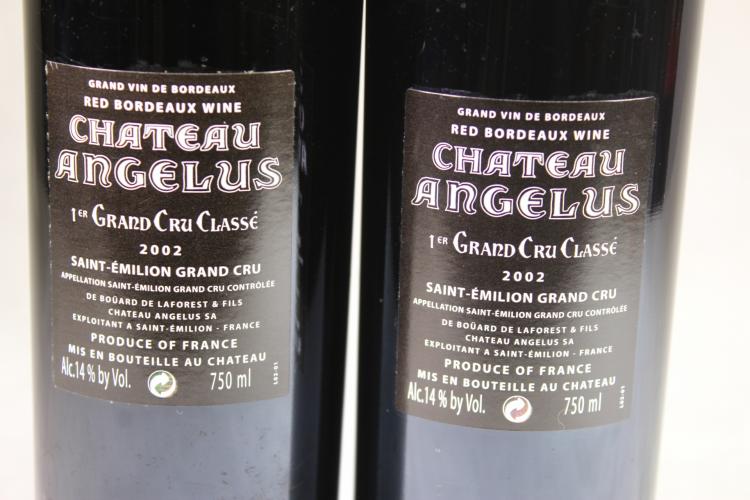 GRAND VIN DE BORDEAUX
RED BORDEAUX WINE
CHATEAU
ANGELUS
1ER GRAND CRU CLASSÉ
2002
SAINT-ÉMILION GRAND CRU
APPELLATION SAINT-ÉMILION GRAND CRU CONTRÔLÉE
DE BOÜARD DE LAFOREST & FILS
CHATEAU ANGELUS SA
EXPLOITANT A SAINT-ÉMILION - FRANCE
PRODUCE OF FRANCE
MIS EN BOUTEILLE AU CHATEAU
Alc.14 % by Vol. 750 ml
L02-01
GRAND VIN DE BORDEAUX
RED BORDEAUX WINE
CHATEAU
ANGELUS
1ER GRAND CRU CLASSÉ
2002
SAINT-ÉMILION GRAND CRU
APPELLATION SAINT-ÉMILION GRAND CRU CONTRÔLÉE
DE BOÜARD DE LAFOREST & FILS
CHATEAU ANGELUS SA
EXPLOITANT A SAINT-ÉMILION - FRANCE
PRODUCE OF FRANCE
MIS EN BOUTEILLE AU CHATEAU
Alc.14 % by Vol. 750 ml
L02-01